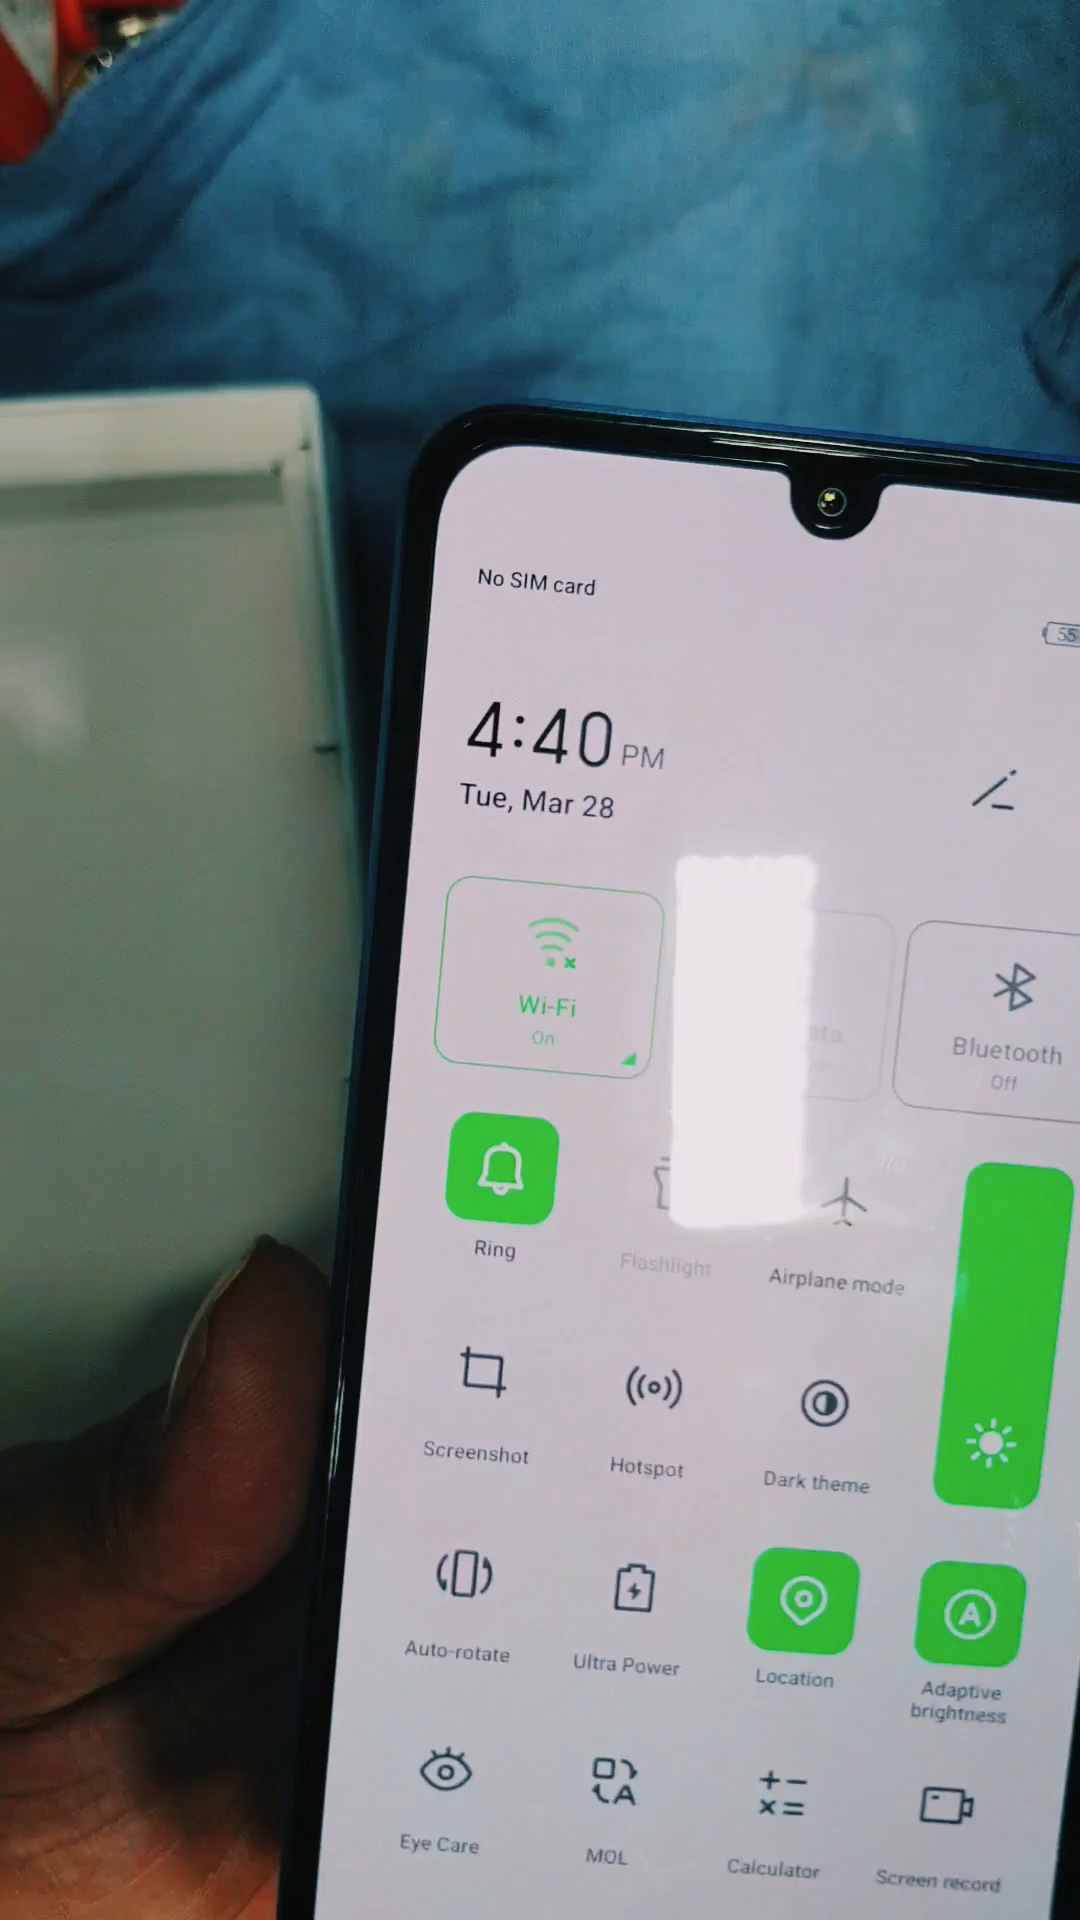 No SIM card
55
4:40 PM
Tue, Mar 28
Wi-Fi
On
Bluetooth
Off
Ring
Flashlight
Airplane mode
Screenshot
Hotspot
Dark theme
Auto-rotate
Ultra Power
Location
Adaptive
brightness
Eye Care
MOL
Calculator
Screen record